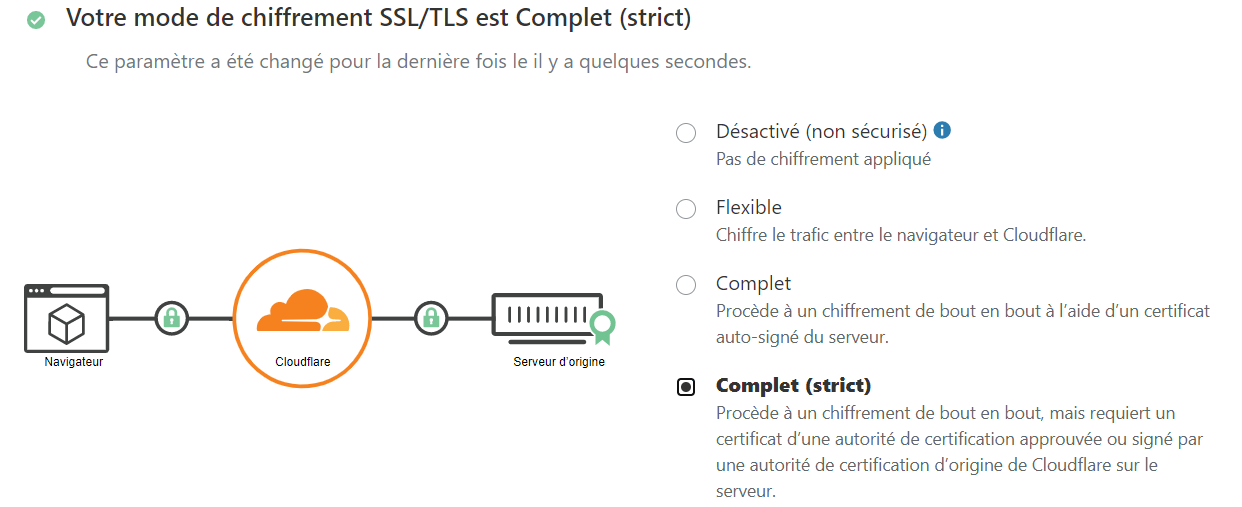 Votre mode de chiffrement SSL/TLS est Complet (strict)
Ce paramètre a été changé pour la dernière fois le il y a quelques secondes.
Navigateur
Cloudflare
Serveur d'origine
Désactivé (non sécurisé)
Pas de chiffrement appliqué
Flexible
Chiffre le trafic entre le navigateur et Cloudflare.
Complet
Procède à un chiffrement de bout en bout à l’aide d’un certificat
auto-signé du serveur.
Complet (strict)
Procède à un chiffrement de bout en bout, mais requiert un
certificat d’une autorité de certification approuvée ou signé par
une autorité de certification d’origine de Cloudflare sur le
serveur.